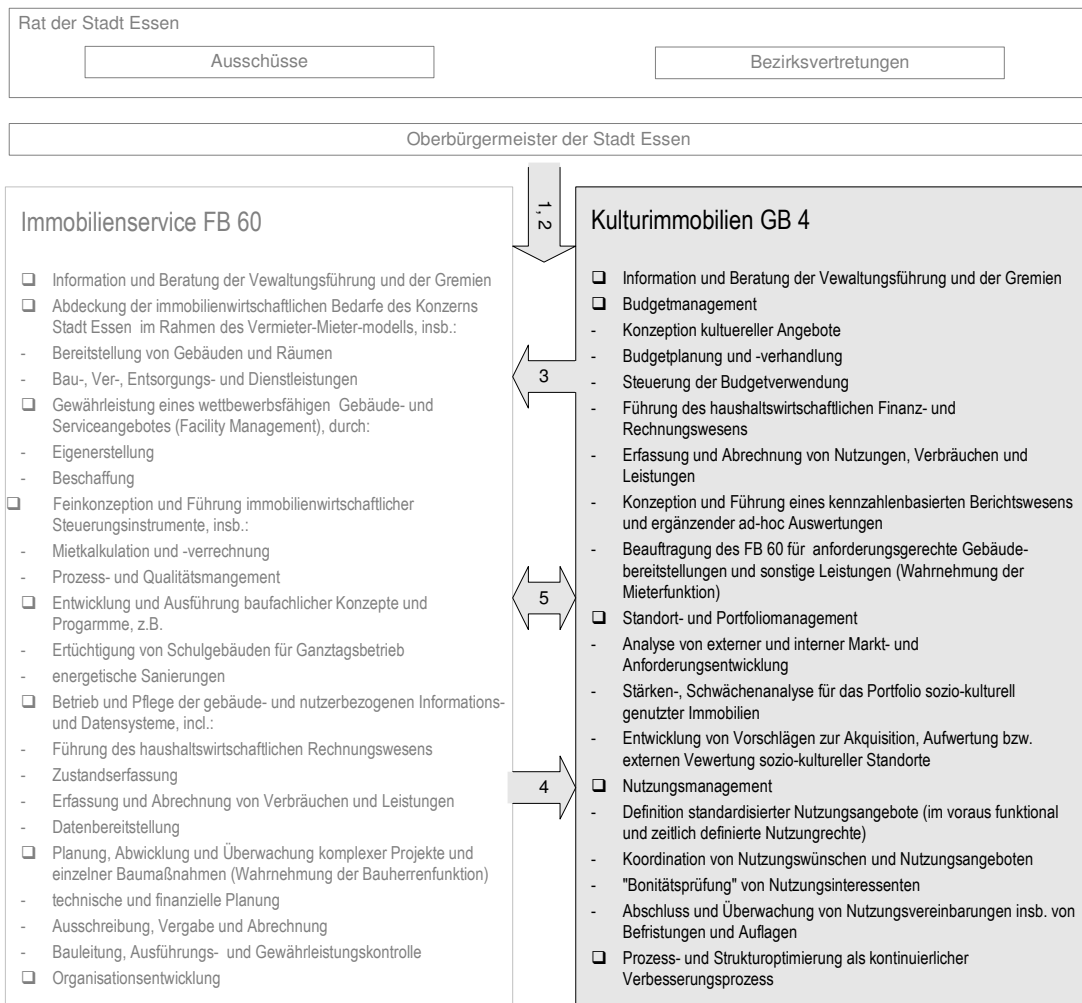 Rat der Stadt Essen
Ausschüsse
Bezirksvertretungen
Oberbürgermeister der Stadt Essen
1, 2
Immobilienservice FB 60
❑ Information und Beratung der Vewaltungsführung und der Gremien
❑ Abdeckung der immobilienwirtschaftlichen Bedarfe des Konzerns
Stadt Essen im Rahmen des Vermieter-Mieter-modells, insb.:
- Bereitstellung von Gebäuden und Räumen
- Bau-, Ver-, Entsorgungs- und Dienstleistungen
❑ Gewährleistung eines wettbewerbsfähigen Gebäude- und
Serviceangebotes (Facility Management), durch:
- Eigenerstellung
- Beschaffung
❑ Feinkonzeption und Führung immobilienwirtschaftlicher
Steuerungsinstrumente, insb.:
- Mietkalkulation und -verrechnung
- Prozess- und Qualitätsmangement
❑ Entwicklung und Ausführung baufachlicher Konzepte und
Progarmme, z.B.
- Ertüchtigung von Schulgebäuden für Ganztagsbetrieb
- energetische Sanierungen
❑ Betrieb und Pflege der gebäude- und nutzerbezogenen Informations-
und Datensysteme, incl.:
- Führung des haushaltswirtschaftlichen Rechnungswesens
- Zustandserfassung
- Erfassung und Abrechnung von Verbräuchen und Leistungen
- Datenbereitstellung
❑ Planung, Abwicklung und Überwachung komplexer Projekte und
einzelner Baumaßnahmen (Wahrnehmung der Bauherrenfunktion)
- technische und finanzielle Planung
- Ausschreibung, Vergabe und Abrechnung
- Bauleitung, Ausführungs- und Gewährleistungskontrolle
❑ Organisationsentwicklung
3
5
4
Kulturimmobilien GB 4
❑ Information und Beratung der Vewaltungsführung und der Gremien
❑ Budgetmanagement
- Konzeption kultuereller Angebote
- Budgetplanung und -verhandlung
- Steuerung der Budgetverwendung
- Führung des haushaltswirtschaftlichen Finanz- und
Rechnungswesens
- Erfassung und Abrechnung von Nutzungen, Verbräuchen und
Leistungen
- Konzeption und Führung eines kennzahlenbasierten Berichtswesens
und ergänzender ad-hoc Auswertungen
- Beauftragung des FB 60 für anforderungsgerechte Gebäude-
bereitstellungen und sonstige Leistungen (Wahrnehmung der
Mieterfunktion)
❑ Standort- und Portfoliomanagement
- Analyse von externer und interner Markt- und
Anforderungsentwicklung
- Stärken-, Schwächenanalyse für das Portfolio sozio-kulturell
genutzter Immobilien
- Entwicklung von Vorschlägen zur Akquisition, Aufwertung bzw.
externen Vewertung sozio-kultureller Standorte
❑ Nutzungsmanagement
- Definition standardisierter Nutzungsangebote (im voraus funktional
und zeitlich definierte Nutzungrechte)
- Koordination von Nutzungswünschen und Nutzungsangeboten
- "Bonitätsprüfung" von Nutzungsinteressenten
- Abschluss und Überwachung von Nutzungsvereinbarungen insb. von
Befristungen und Auflagen
❑ Prozess- und Strukturoptimierung als kontinuierlicher
Verbesserungsprozess